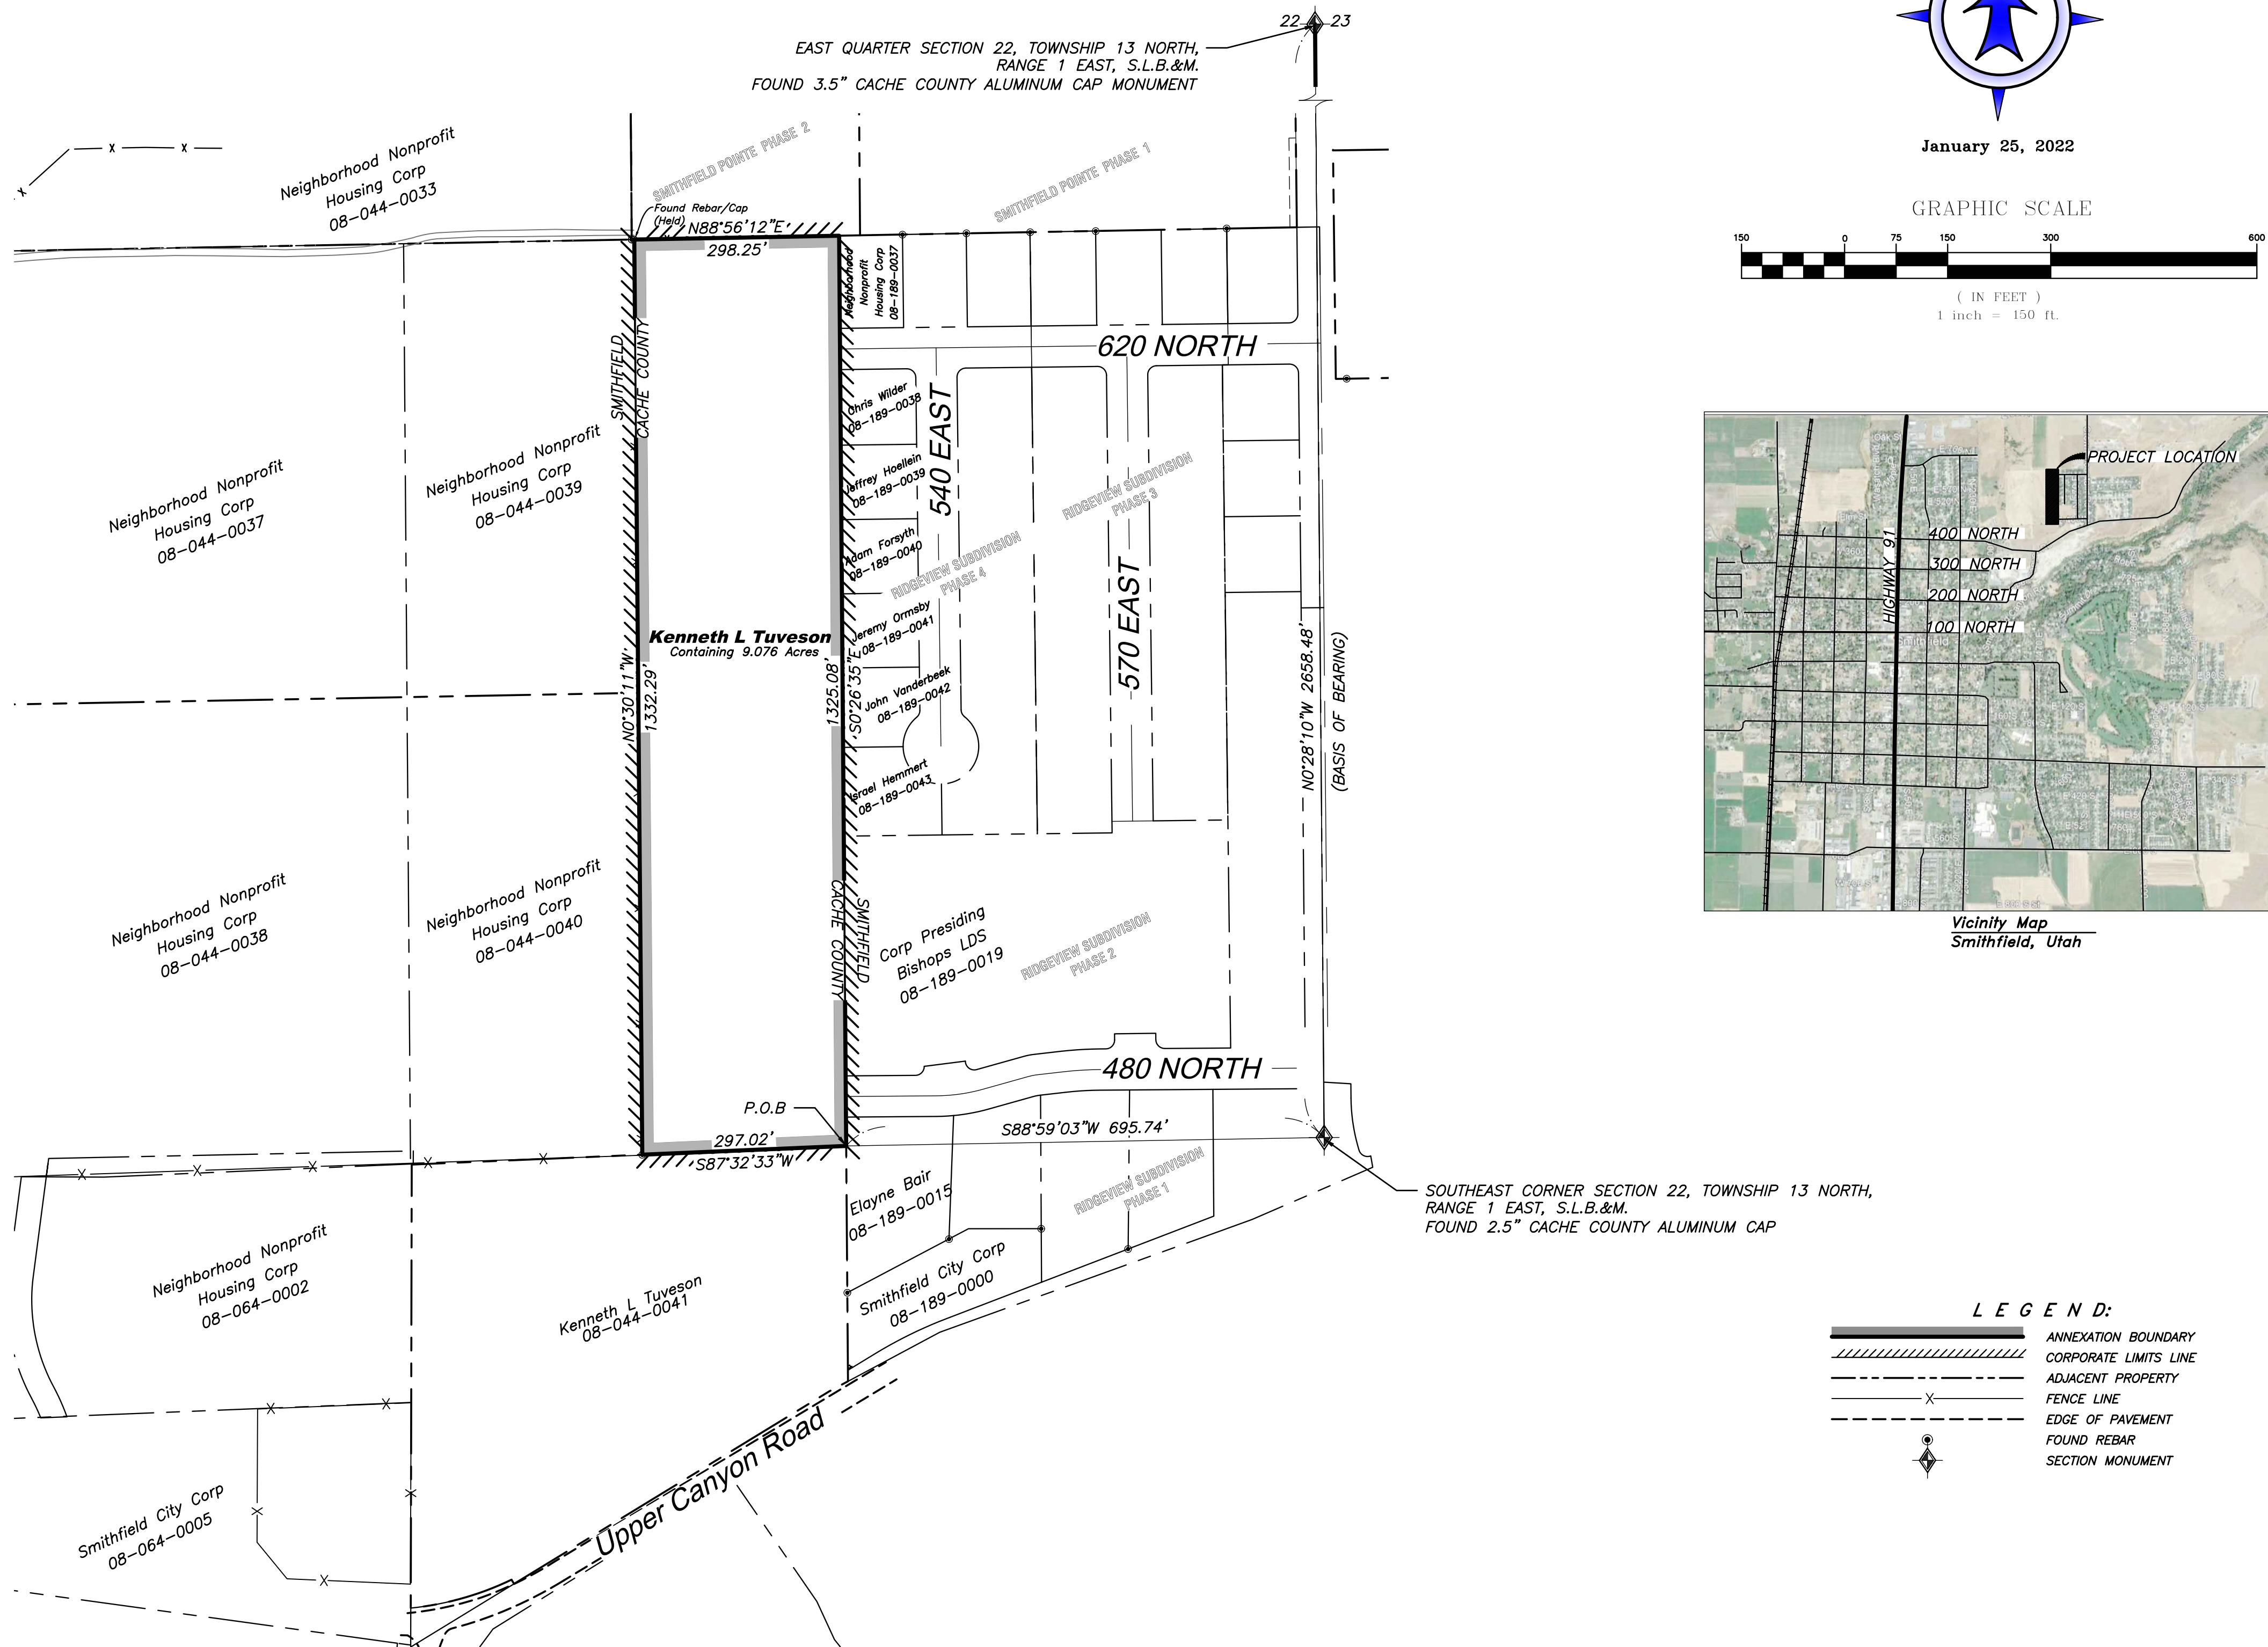 22 23
EAST QUARTER SECTION 22, TOWNSHIP 13 NORTH,
RANGE 1 EAST, S.L.B.&M.
FOUND 3.5" CACHE COUNTY ALUMINUM CAP MONUMENT
January 25, 2022
GRAPHIC SCALE
150 0 75 150 300 600
( IN FEET )
1 inch = 150 ft.
Neighborhood Nonprofit
Housing Corp
08-044-0033
SMITHFIELD POINTE PHASE 2
SMITHFIELD POINTE PHASE 1
Found Rebar/Cap
(Held)
N88°56'12"E
298.25'
Neighborhood
Nonprofit
Housing Corp
08-189-0037
SMITHFIELD
CACHE COUNTY
620 NORTH
540 EAST
570 EAST
Chris Wilder
08-189-0038
Jeffrey Hoellein
08-189-0039
Adam Forsyth
08-189-0040
Jeremy Ormsby
08-189-0041
John Vanderbeek
08-189-0042
Israel Hemmert
08-189-0043
RIDGEVIEW SUBDIVISION
PHASE 3
RIDGEVIEW SUBDIVISION
PHASE 4
Neighborhood Nonprofit
Housing Corp
08-044-0037
Neighborhood Nonprofit
Housing Corp
08-044-0039
Kenneth L Tuveson
Containing 9.076 Acres
N0°30'11"W
1332.29'
1325.08'
S0°26'35"E
N0°28'10"W 2658.48'
(BASIS OF BEARING)
Neighborhood Nonprofit
Housing Corp
08-044-0038
Neighborhood Nonprofit
Housing Corp
08-044-0040
CACHE COUNTY
SMITHFIELD
Corp Presiding
Bishops LDS
08-189-0019
RIDGEVIEW SUBDIVISION
PHASE 2
480 NORTH
P.O.B
297.02'
S87°32'33"W
S88°59'03"W 695.74'
SOUTHEAST CORNER SECTION 22, TOWNSHIP 13 NORTH,
RANGE 1 EAST, S.L.B.&M.
FOUND 2.5" CACHE COUNTY ALUMINUM CAP
Elayne Bair
08-189-0015
RIDGEVIEW SUBDIVISION
PHASE 1
Smithfield City Corp
08-189-0000
Neighborhood Nonprofit
Housing Corp
08-064-0002
Kenneth L Tuveson
08-044-0041
Smithfield City Corp
08-064-0005
Upper Canyon Road
PROJECT LOCATION
HIGHWAY 91
400 NORTH
300 NORTH
200 NORTH
100 NORTH
Smithfield
Vicinity Map
Smithfield, Utah
L E G E N D:
ANNEXATION BOUNDARY
CORPORATE LIMITS LINE
ADJACENT PROPERTY
FENCE LINE
EDGE OF PAVEMENT
FOUND REBAR
SECTION MONUMENT